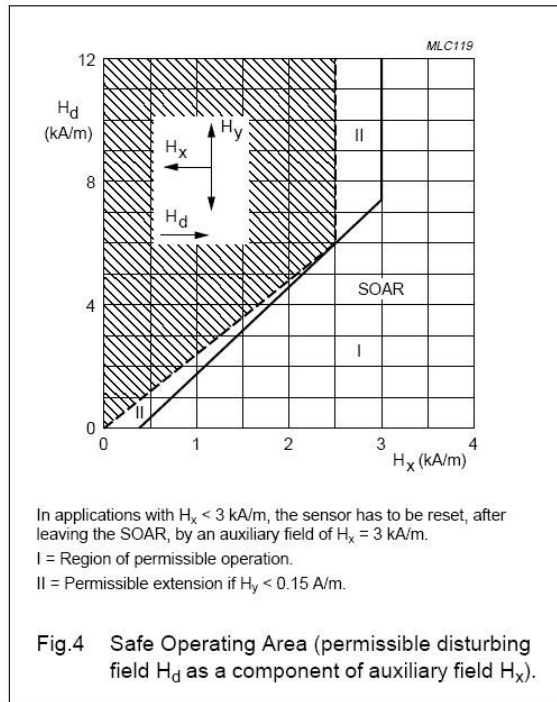 MLC119
12
H_d
(kA/m)
H_y
H_x
II
8
H_d
SOAR
4
I
II
0
0 1 2 3 4
H_x (kA/m)
In applications with H_x < 3 kA/m, the sensor has to be reset, after
leaving the SOAR, by an auxiliary field of H_x = 3 kA/m.
I = Region of permissible operation.
II = Permissible extension if H_y < 0.15 A/m.
Fig.4 Safe Operating Area (permissible disturbing
field H_d as a component of auxiliary field H_x).